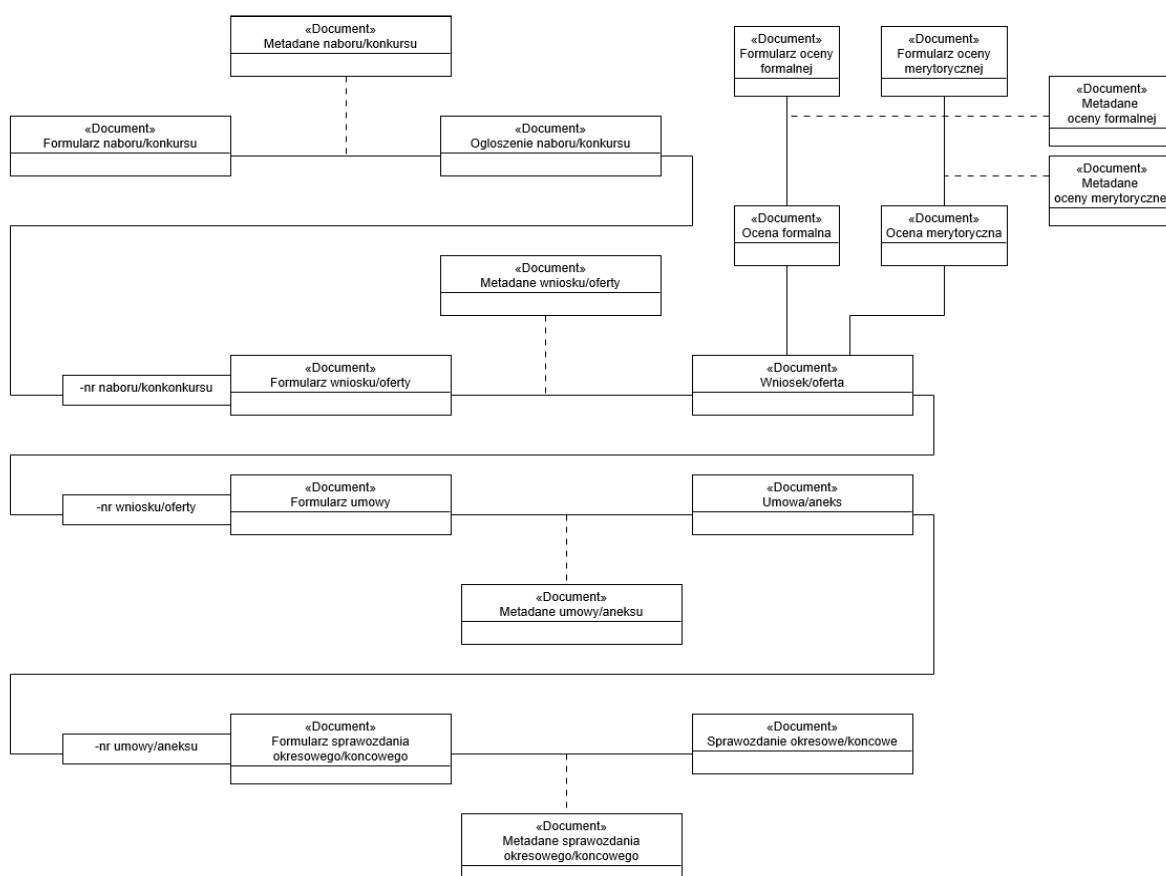 «Document»
Metadane naboru/konkursu
«Document»
Formularz oceny
formalnej
«Document»
Formularz oceny
merytorycznej
«Document»
Metadane
oceny formalnej
«Document»
Formularz naboru/konkursu
«Document»
Ogloszenie naboru/konkursu
«Document»
Metadane
oceny merytoryczne
«Document»
Ocena formalna
«Document»
Ocena merytoryczna
«Document»
Metadane wniosku/oferty
-nr naboru/konkonkursu
«Document»
Formularz wniosku/oferty
«Document»
Wniosek/oferta
-nr wniosku/oferty
«Document»
Formularz umowy
«Document»
Umowa/aneks
«Document»
Metadane umowy/aneksu
-nr umowy/aneksu
«Document»
Formularz sprawozdania
okresowego/koncowego
«Document»
Sprawozdanie okresowe/koncowe
«Document»
Metadane sprawozdania
okresowego/koncowego